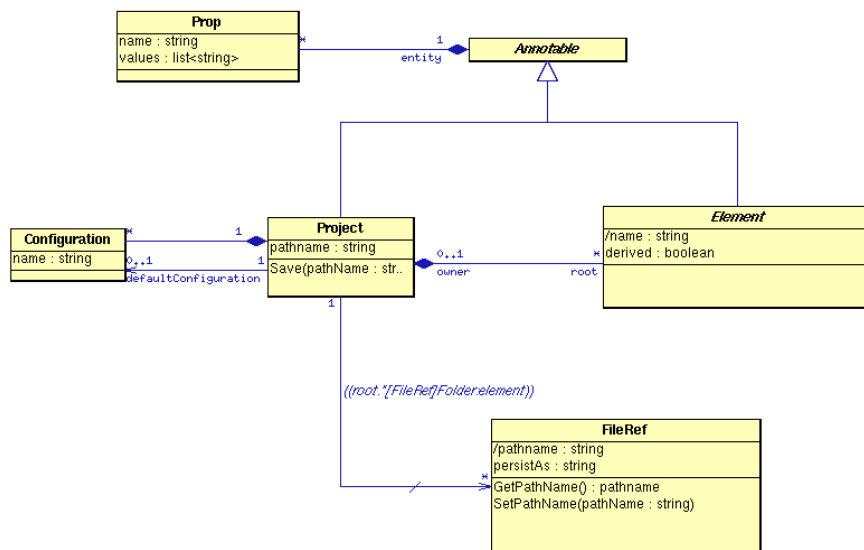 Prop
name : string
values : list<string>
*
1
entity
Annotable
Configuration
name : string
*
1
0..1
1
defaultConfiguration
Project
pathname : string
Save(pathName : str..
0..1
owner
*
root
Element
/name : string
derived : boolean
1
((root.*[FileRef]Folder.element))
*
FileRef
/pathname : string
persistAs : string
GetPathName() : pathname
SetPathName(pathName : string)